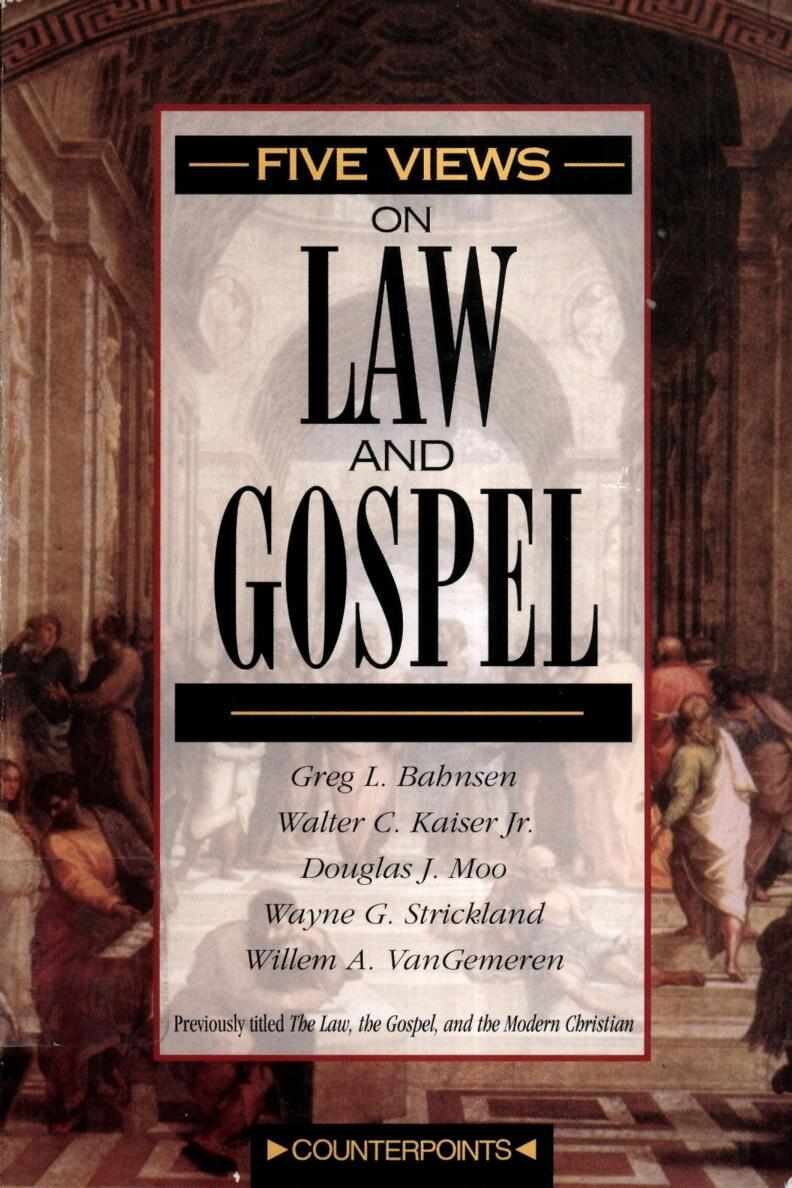 FIVE VIEWS
ON
LAW
AND
GOSPEL
Greg L. Bahnsen
Walter C. Kaiser Jr.
Douglas J. Moo
Wayne G. Strickland
Willem A. VanGemeren
Previously titled The Law, the Gospel, and the Modern Christian
COUNTERPOINTS